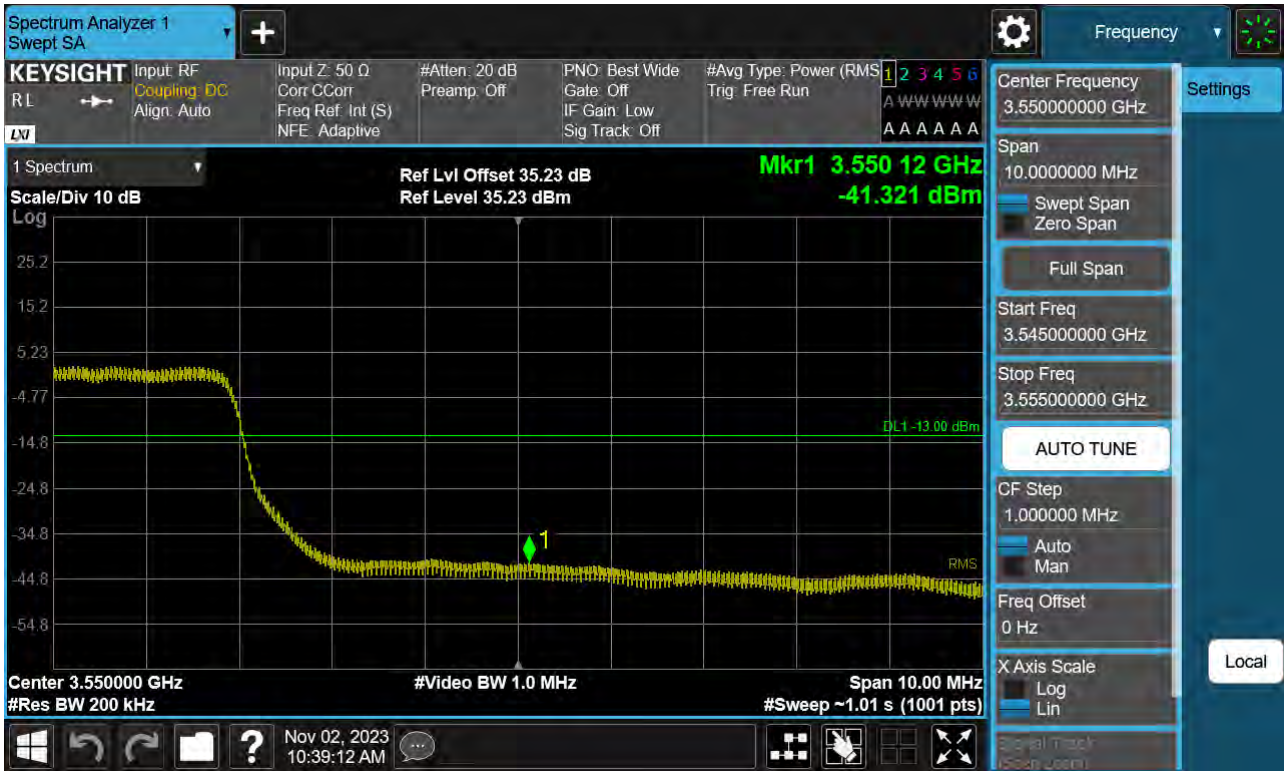 Spectrum Analyzer 1
Swept SA
+
Frequency
KEYSIGHT
RL
LXI
Input: RF
Coupling: DC
Align: Auto
Input Z: 50 Ω
Corr CCorr
Freq Ref: Int (S)
NFE: Adaptive
#Atten: 20 dB
Preamp: Off
PNO: Best Wide
Gate: Off
IF Gain: Low
Sig Track: Off
#Avg Type: Power (RMS
Trig: Free Run
1 2 3 4 5 6
A W W W W W
A A A A A A
1 Spectrum
Scale/Div 10 dB
Log
Ref Lvl Offset 35.23 dB
Ref Level 35.23 dBm
Mkr1 3.550 12 GHz
-41.321 dBm
25.2
15.2
5.23
-4.77
-14.8
-24.8
-34.8
-44.8
-54.8
DL1 -13.00 dBm
1
RMS
Center 3.550000 GHz
#Res BW 200 kHz
#Video BW 1.0 MHz
Span 10.00 MHz
#Sweep ~1.01 s (1001 pts)
Center Frequency
3.550000000 GHz
Settings
Span
10.0000000 MHz
Swept Span
Zero Span
Full Span
Start Freq
3.545000000 GHz
Stop Freq
3.555000000 GHz
AUTO TUNE
CF Step
1.000000 MHz
Auto
Man
Freq Offset
0 Hz
X Axis Scale
Log
Lin
Local
Signal Track
(Span Zoom)
?
Nov 02, 2023
10:39:12 AM